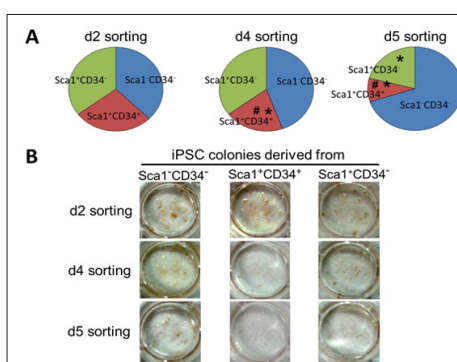 A
d2 sorting
d4 sorting
d5 sorting
Sca1⁺CD34⁻
Sca1⁻CD34⁻
Sca1⁺CD34⁺
Sca1⁺CD34⁻
Sca1⁻CD34⁻
# *
Sca1⁺CD34⁺
*
Sca1⁺CD34⁻
# *
Sca1⁺CD34⁺
Sca1⁻CD34⁻
B
iPSC colonies derived from
Sca1⁻CD34⁻
Sca1⁺CD34⁺
Sca1⁺CD34⁻
d2 sorting
d4 sorting
d5 sorting